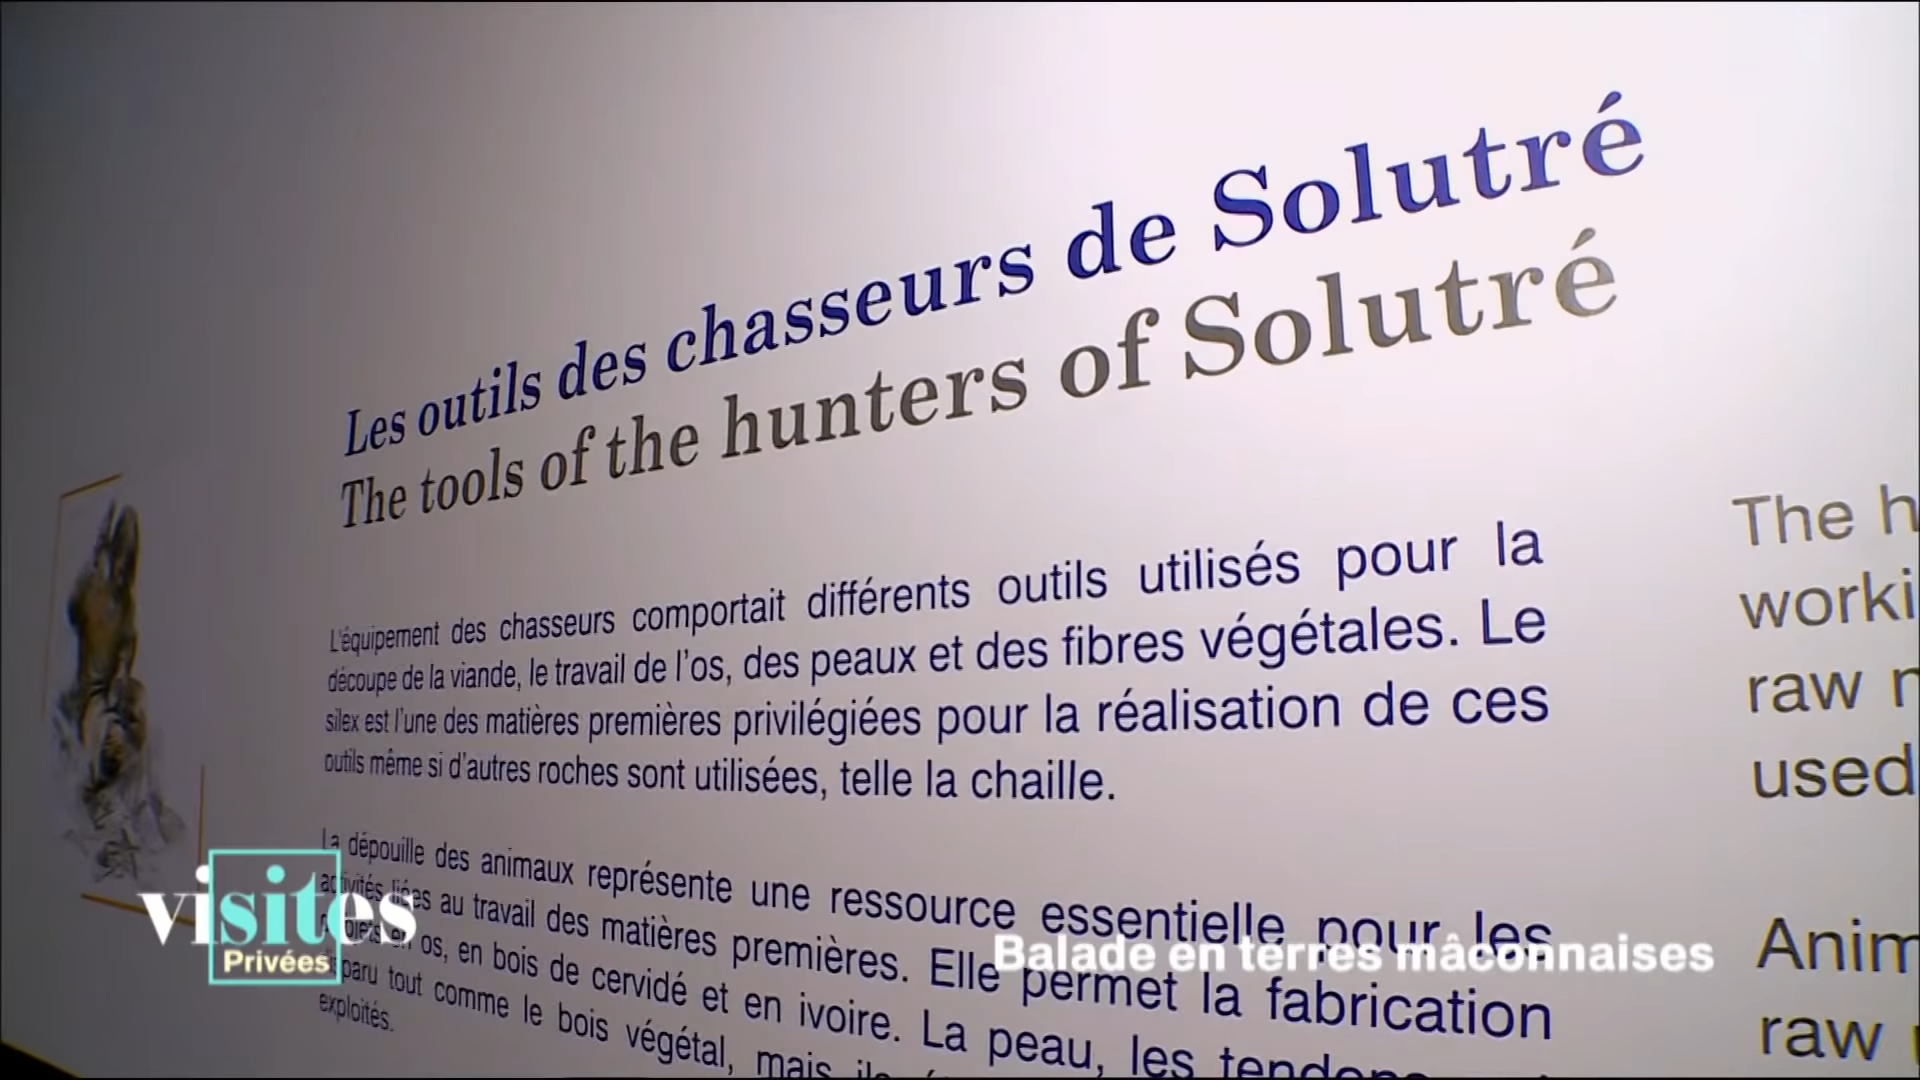 Les outils des chasseurs de Solutré
The tools of the hunters of Solutré
L'équipement des chasseurs comportait différents outils utilisés pour la
découpe de la viande, le travail de l'os, des peaux et des fibres végétales. Le
silex est l'une des matières premières privilégiées pour la réalisation de ces
outils même si d'autres roches sont utilisées, telle la chaille.
La dépouille des animaux représente une ressource essentielle pour les
activités liées au travail des matières premières. Elle permet la fabrication
en os, en bois de cervidé et en ivoire. La peau, les
tout comme le bois végétal, mais
exploités.
The h
worki
raw
used
Anim
raw
visites
Privées
Balade en terres mâconnaises